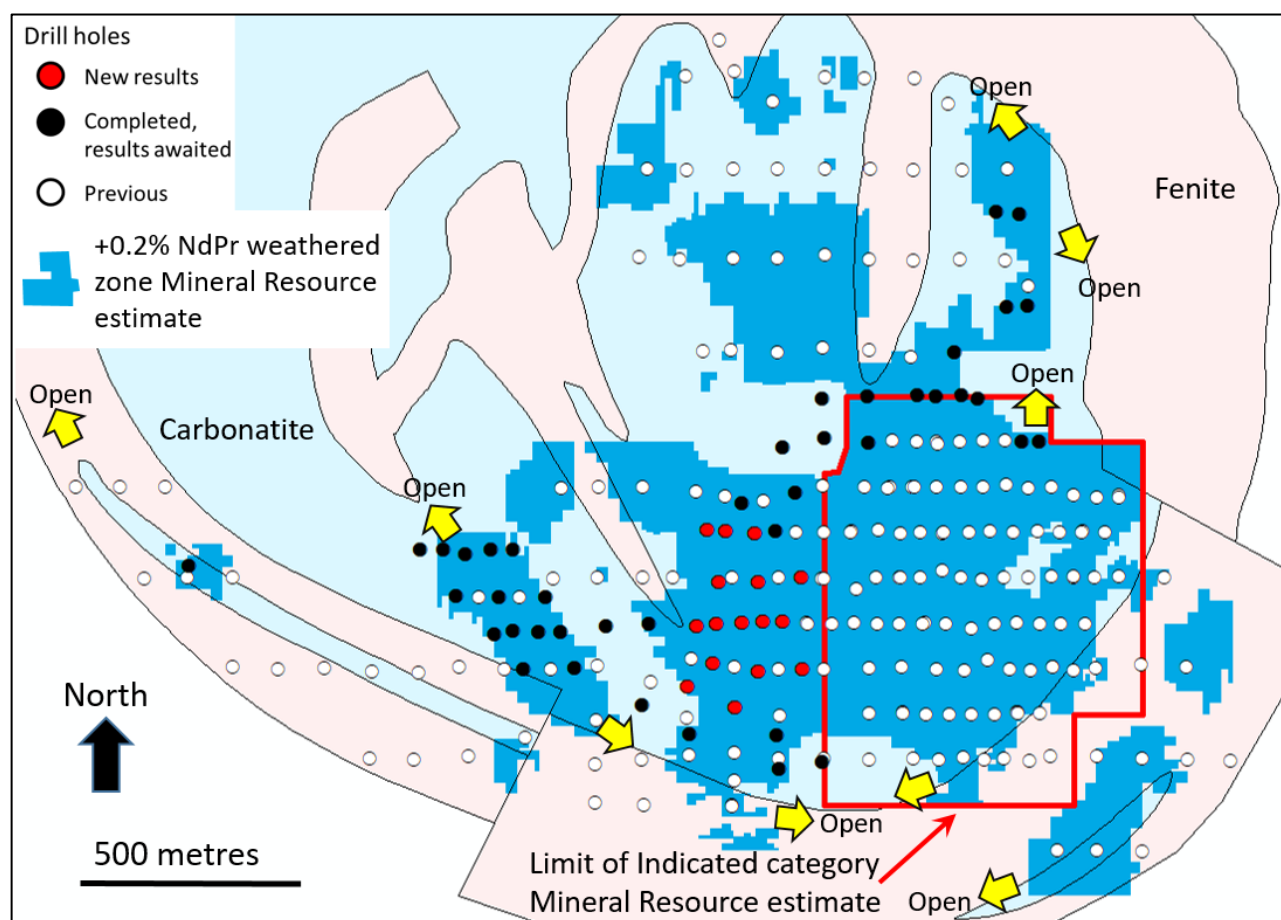 Drill holes
New results
Completed,
results awaited
Previous
+0.2% NdPr weathered
zone Mineral Resource
estimate
Open
Fenite
Open
Open
Open
Carbonatite
Open
North
500 metres
Open
Limit of Indicated category
Mineral Resource estimate
Open